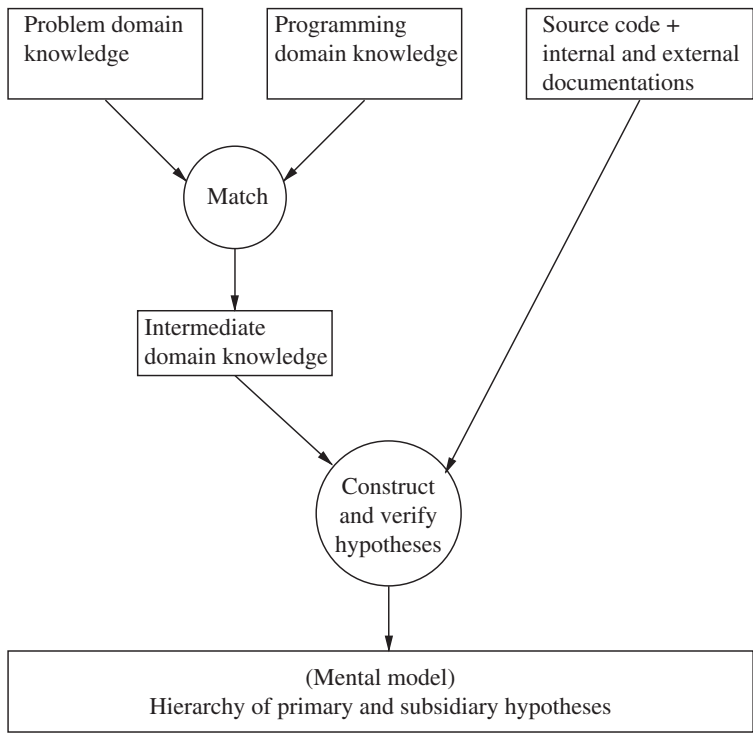 Problem domain
knowledge
Programming
domain knowledge
Source code +
internal and external
documentations
Match
Intermediate
domain knowledge
Construct
and verify
hypotheses
(Mental model)
Hierarchy of primary and subsidiary hypotheses